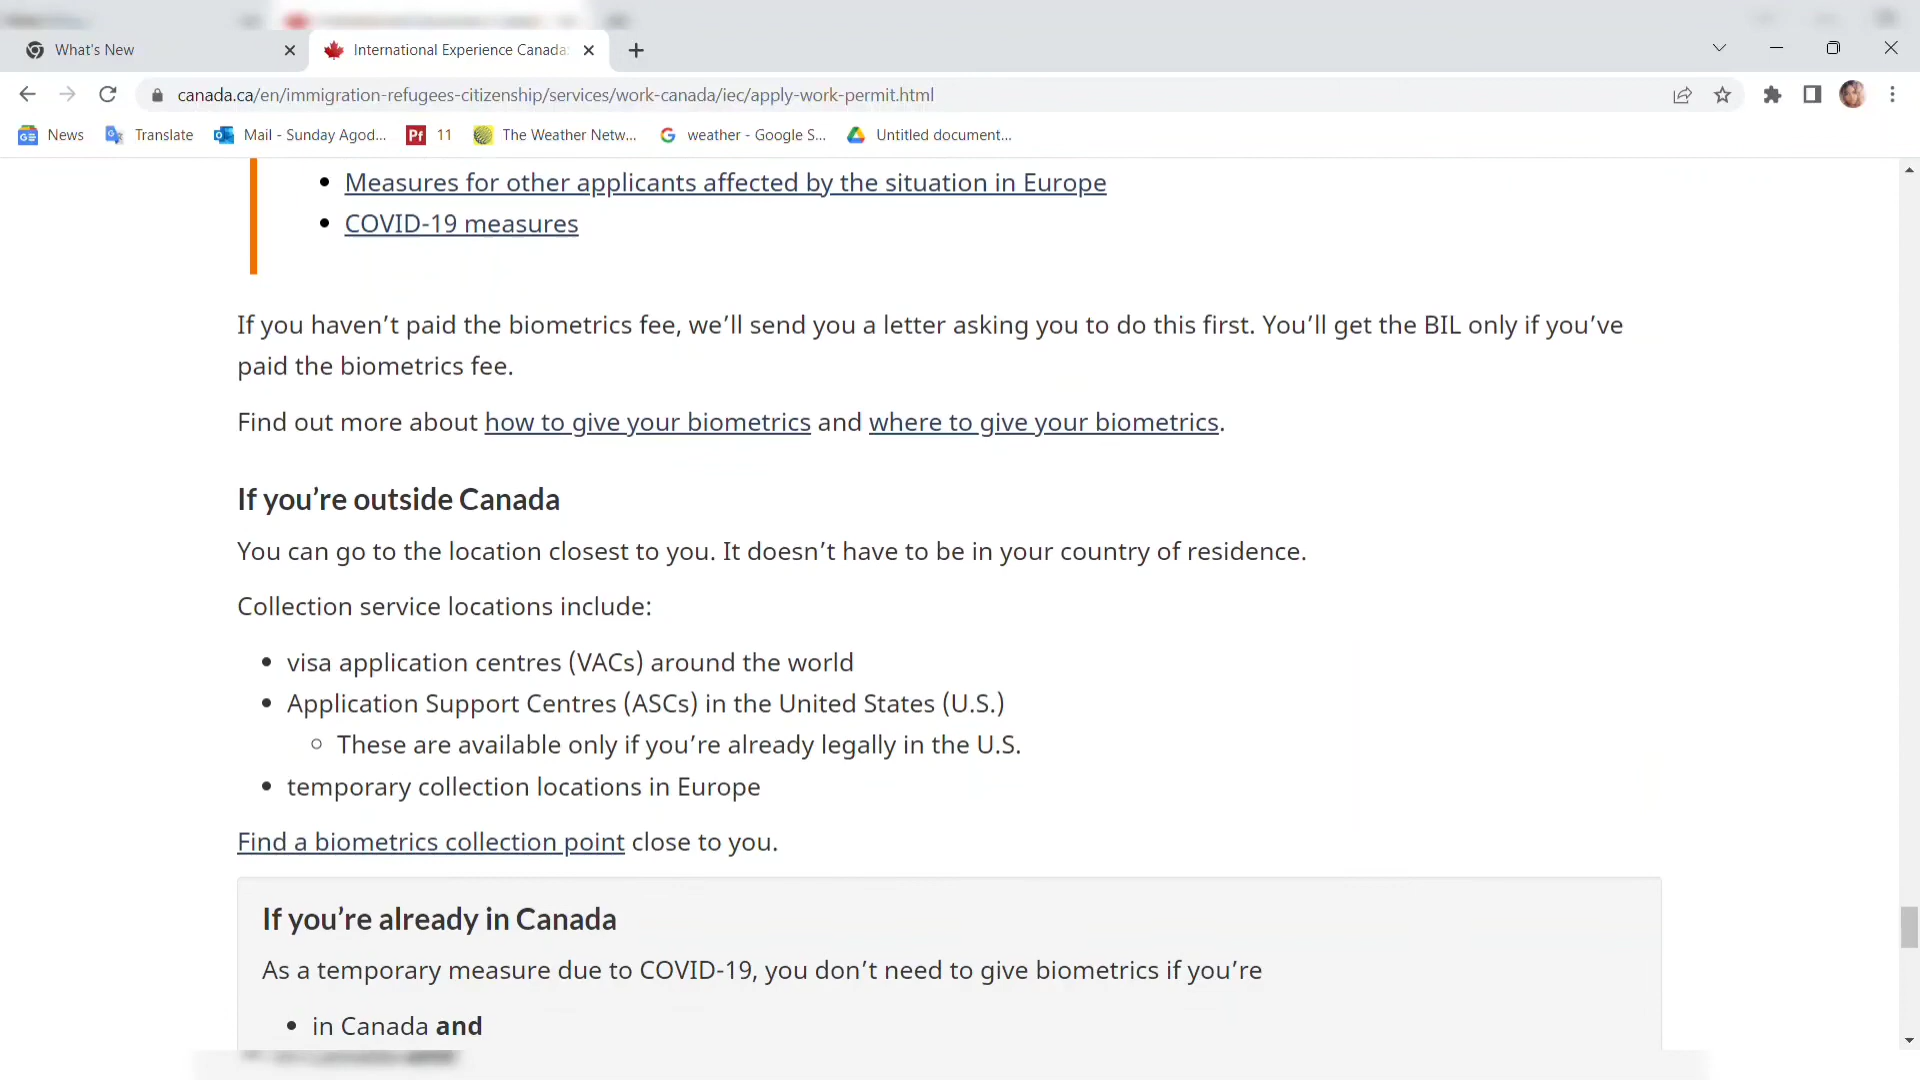 What's New
International Experience Canada
canada.ca/en/immigration-refugees-citizenship/services/work-canada/iec/apply-work-permit.html
News
Translate
Mail - Sunday Agod...
Pf 11
The Weather Netw...
weather - Google S...
Untitled document...
• Measures for other applicants affected by the situation in Europe
• COVID-19 measures
If you haven’t paid the biometrics fee, we’ll send you a letter asking you to do this first. You’ll get the BIL only if you’ve
paid the biometrics fee.
Find out more about how to give your biometrics and where to give your biometrics.
If you’re outside Canada
You can go to the location closest to you. It doesn’t have to be in your country of residence.
Collection service locations include:
• visa application centres (VACs) around the world
• Application Support Centres (ASCs) in the United States (U.S.)
○ These are available only if you’re already legally in the U.S.
• temporary collection locations in Europe
Find a biometrics collection point close to you.
If you’re already in Canada
As a temporary measure due to COVID-19, you don’t need to give biometrics if you’re
• in Canada and